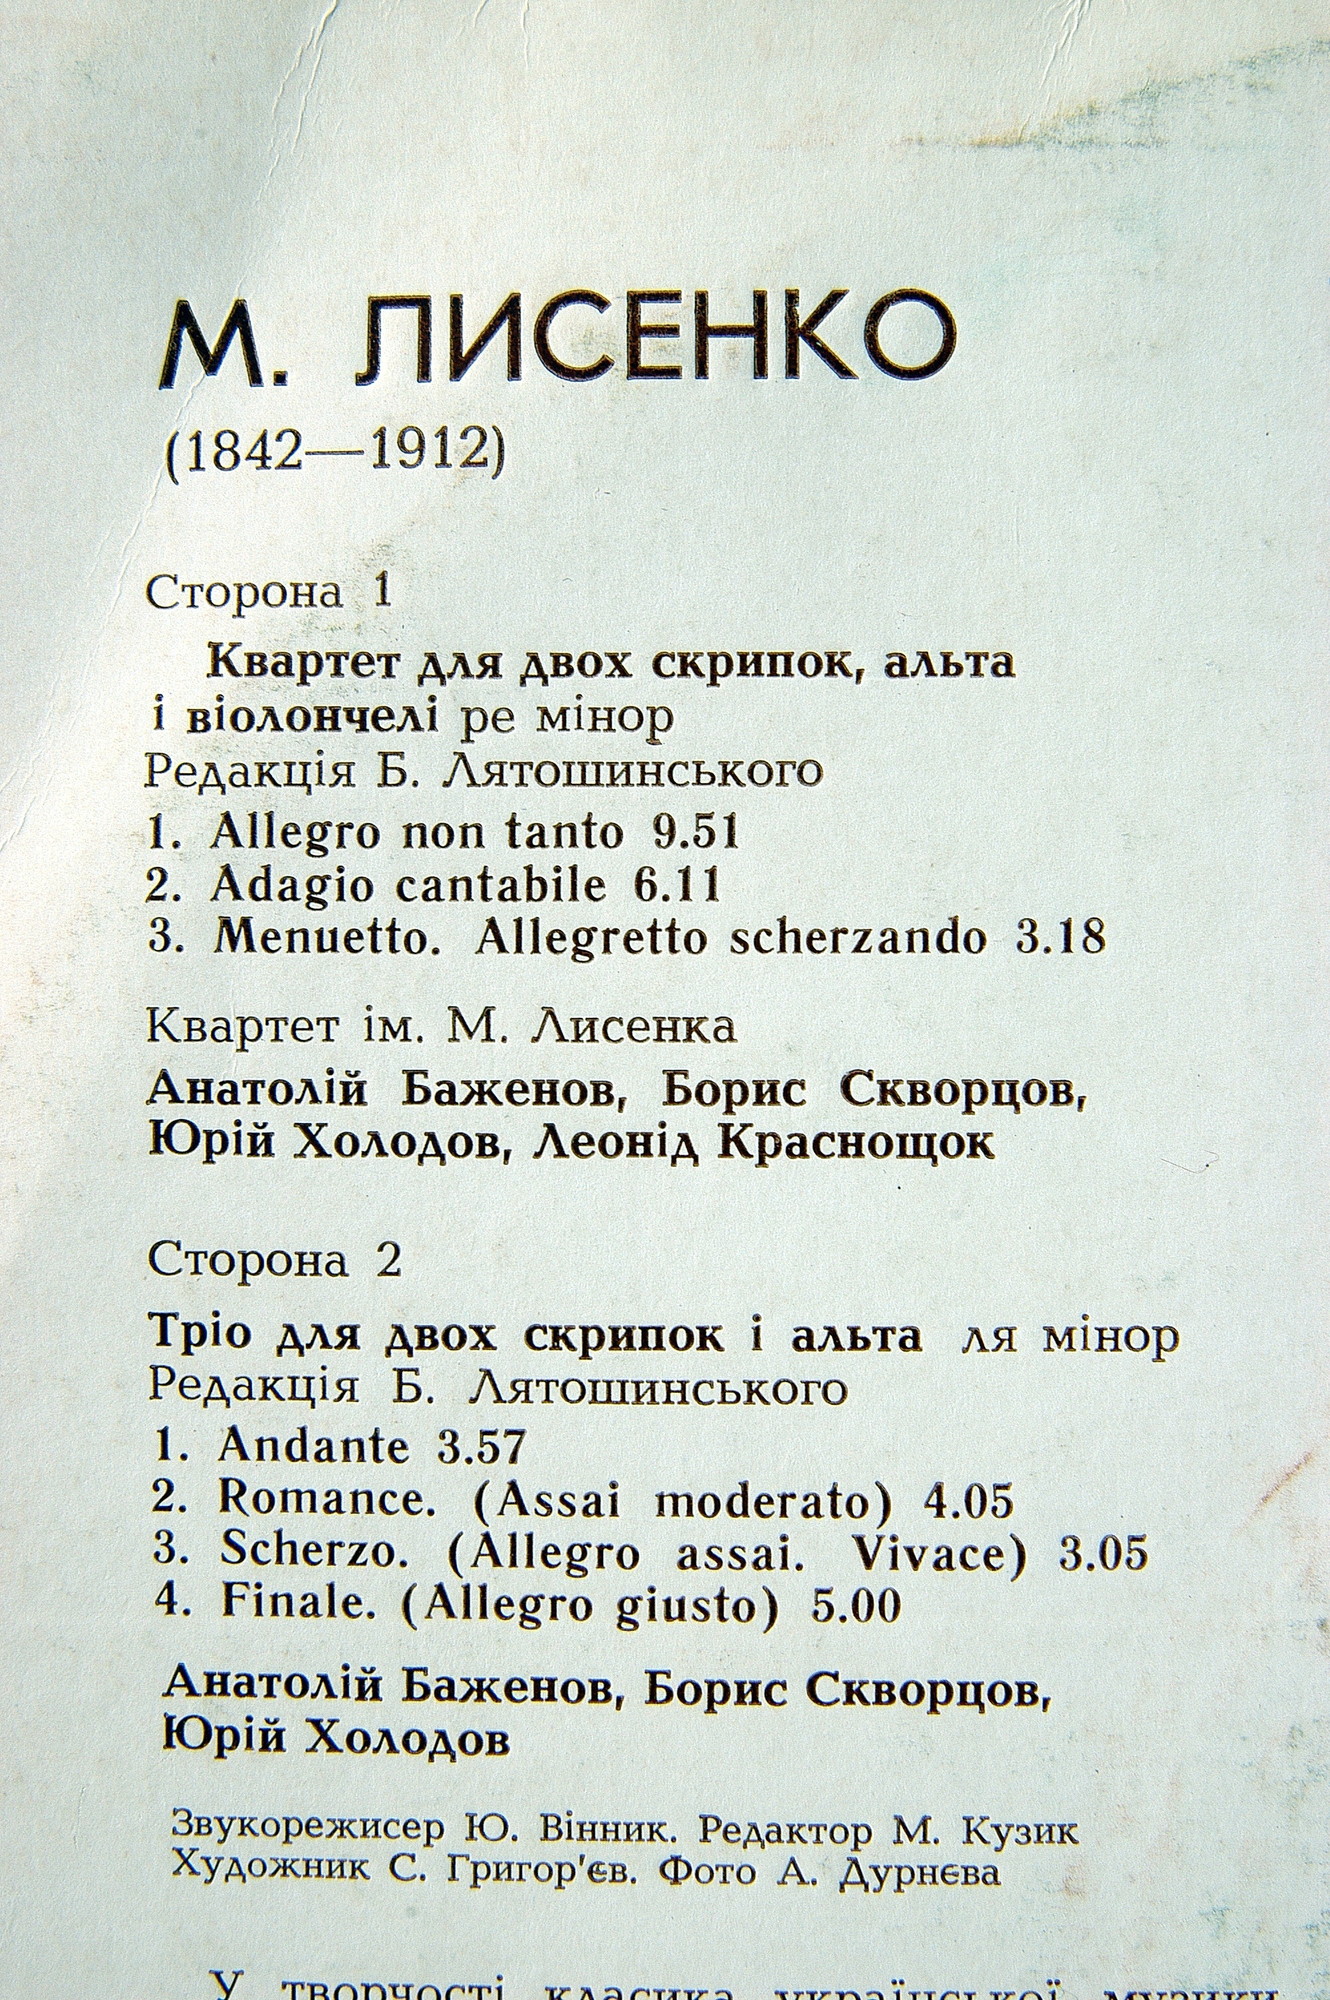 М. ЛИСЕНКО
(1842—1912)
Сторона 1
Квартет для двох скрипок, альта
і віолончелі ре мінор
Редакція Б. Лятошинського
1. Allegro non tanto 9.51
2. Adagio cantabile 6.11
3. Menuetto. Allegretto scherzando 3.18
Квартет ім. М. Лисенка
Анатолій Баженов, Борис Скворцов,
Юрій Холодов, Леонід Краснощок
Сторона 2
Тріо для двох скрипок і альта ля мінор
Редакція Б. Лятошинського
1. Andante 3.57
2. Romance. (Assai moderato) 4.05
3. Scherzo. (Allegro assai. Vivace) 3.05
4. Finale. (Allegro giusto) 5.00
Анатолій Баженов, Борис Скворцов,
Юрій Холодов
Звукорежисер Ю. Вінник. Редактор М. Кузик
Художник С. Григор'єв. Фото А. Дурнєва
У творчості класика української музики